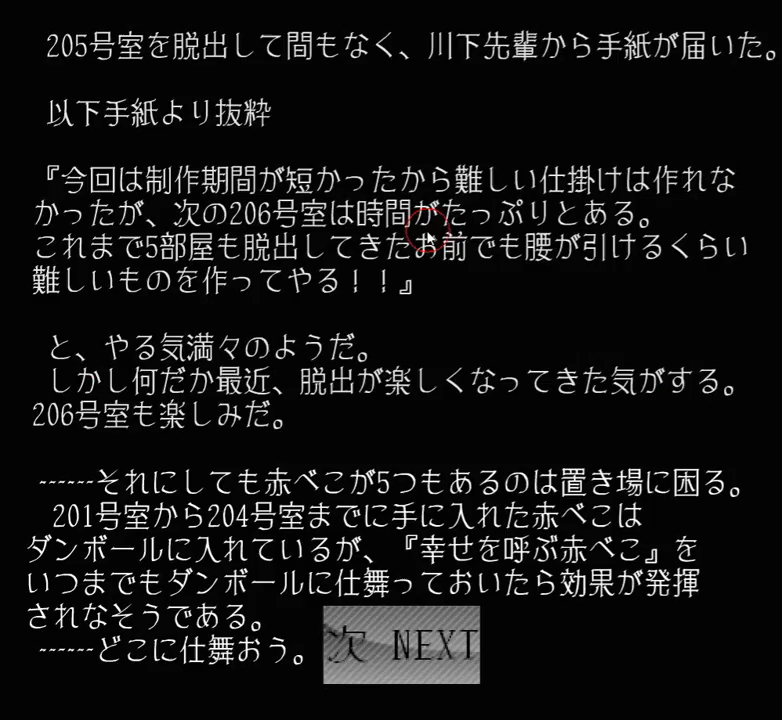 205号室を脱出して間もなく、川下先輩から手紙が届いた。
以下手紙より抜粋
『今回は制作期間が短かったから難しい仕掛けは作れな
かったが、次の206号室は時間がたっぷりとある。
これまで5部屋も脱出してきたお前でも腰が引けるくらい
難しいものを作ってやる！！』
と、やる気満々のようだ。
しかし何だか最近、脱出が楽しくなってきた気がする。
206号室も楽しみだ。
------それにしても赤べこが5つもあるのは置き場に困る。
201号室から204号室までに手に入れた赤べこは
ダンボールに入れているが、『幸せを呼ぶ赤べこ』を
いつまでもダンボールに仕舞っておいたら効果が発揮
されなそうである。
------どこに仕舞おう。
次 NEXT